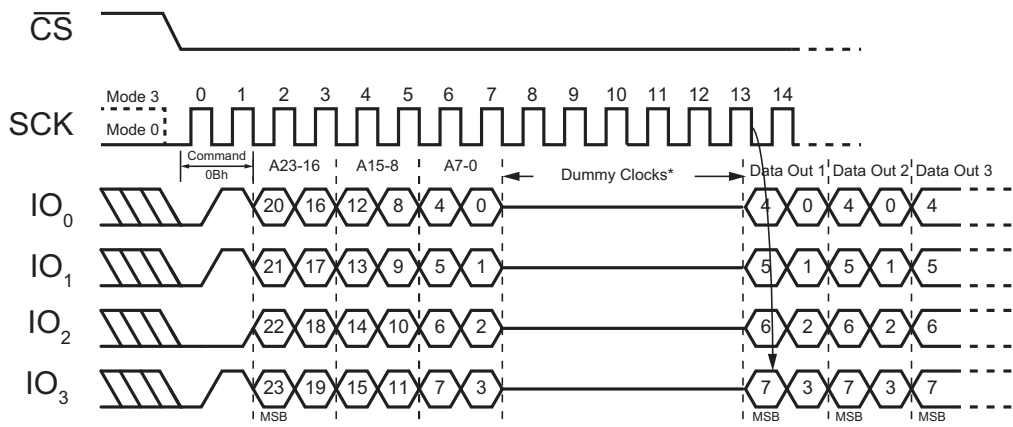 CS
SCK
Mode 3
Mode 0
0 1 2 3 4 5 6 7 8 9 10 11 12 13 14
Command
0Bh
A23-16 A15-8 A7-0 Dummy Clocks* Data Out 1 Data Out 2 Data Out 3
IO0 20 16 12 8 4 0 4 0 4 0 4
IO1 21 17 13 9 5 1 5 1 5 1 5
IO2 22 18 14 10 6 2 6 2 6 2 6
IO3 23 19 15 11 7 3 7 3 7 3 7
MSB MSB MSB MSB